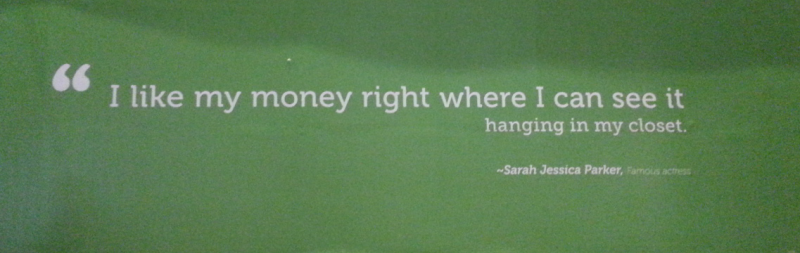 “ I like my money right where I can see it
hanging in my closet.
–Sarah Jessica Parker, Famous actress